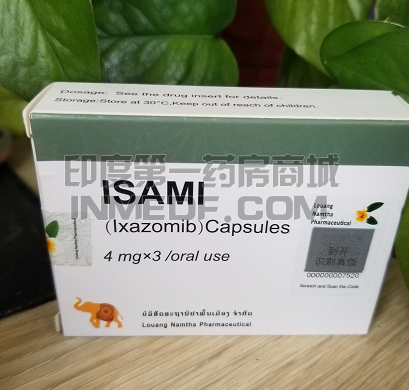 Dosage: See the drug insert for details.
Storage:Store at 30°C,Keep out of reach of children.
印度第一药房商城
INMEDF.COM
ISAMI
(Ixazomib)Capsules
4 mg×3 /oral use
Louang
Namtha
Pharmaceutical
刮开
识别真伪
000000007520
Scratch and Scan the Code
Louang Namtha Pharmaceutical